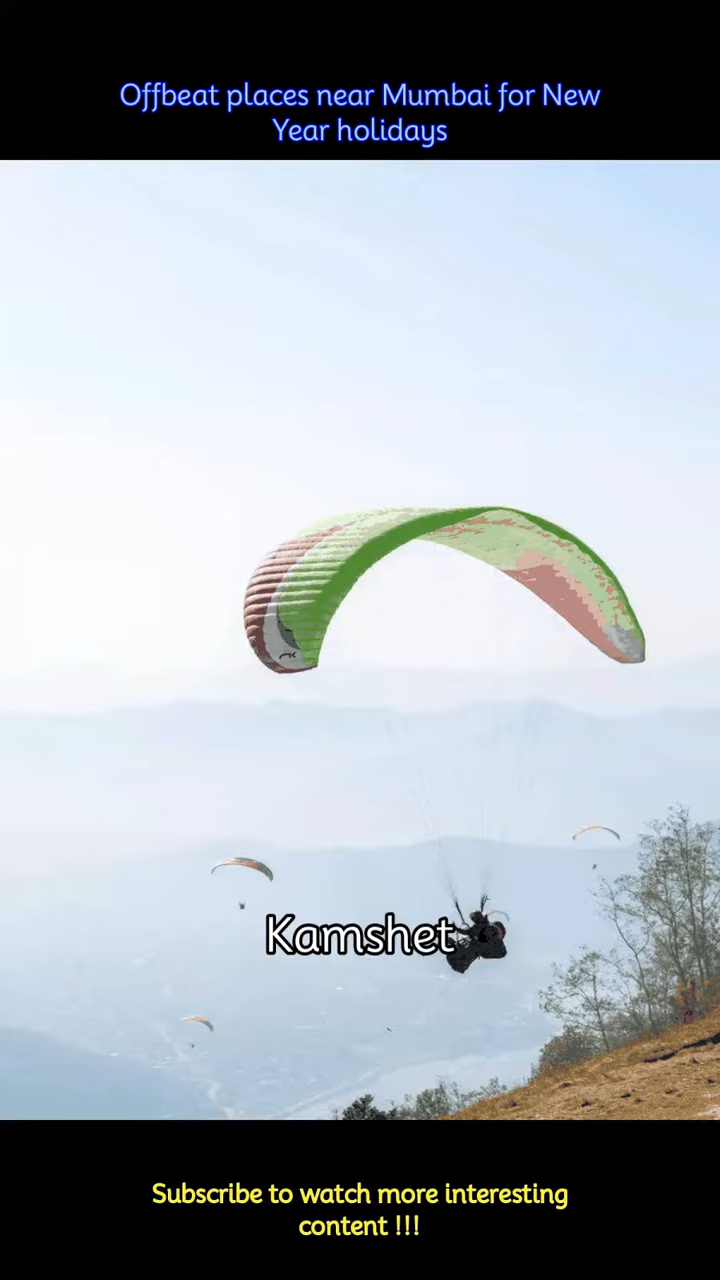 Offbeat places near Mumbai for New
Year holidays
Kamshet
Subscribe to watch more interesting
content !!!